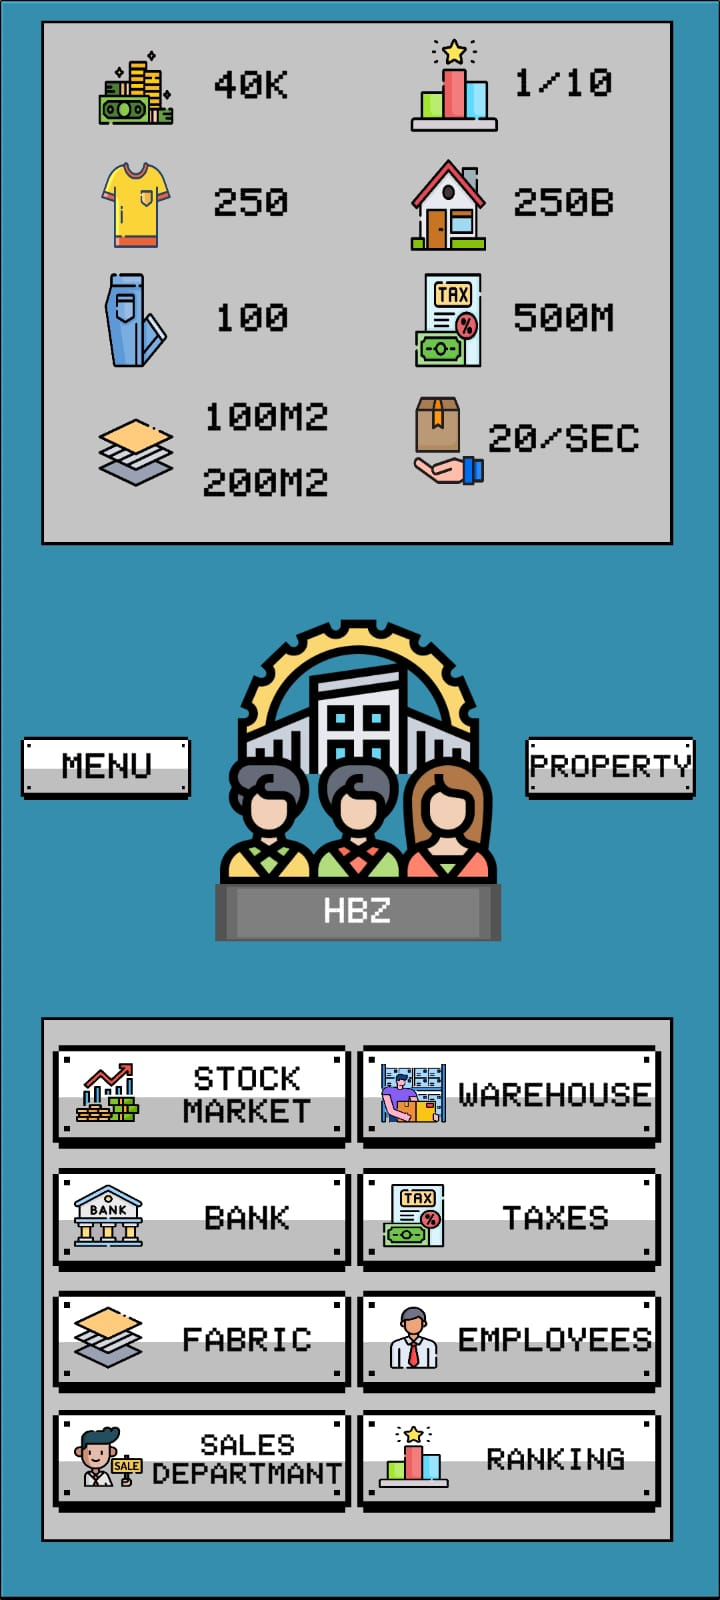 40K
1/10
250
250B
100
TAX
%
500M
100M2
200M2
20/SEC
MENU
PROPERTY
HBZ
STOCK
MARKET
WAREHOUSE
BANK
BANK
TAX
%
TAXES
FABRIC
EMPLOYEES
SALE
SALES
DEPARTMANT
RANKING